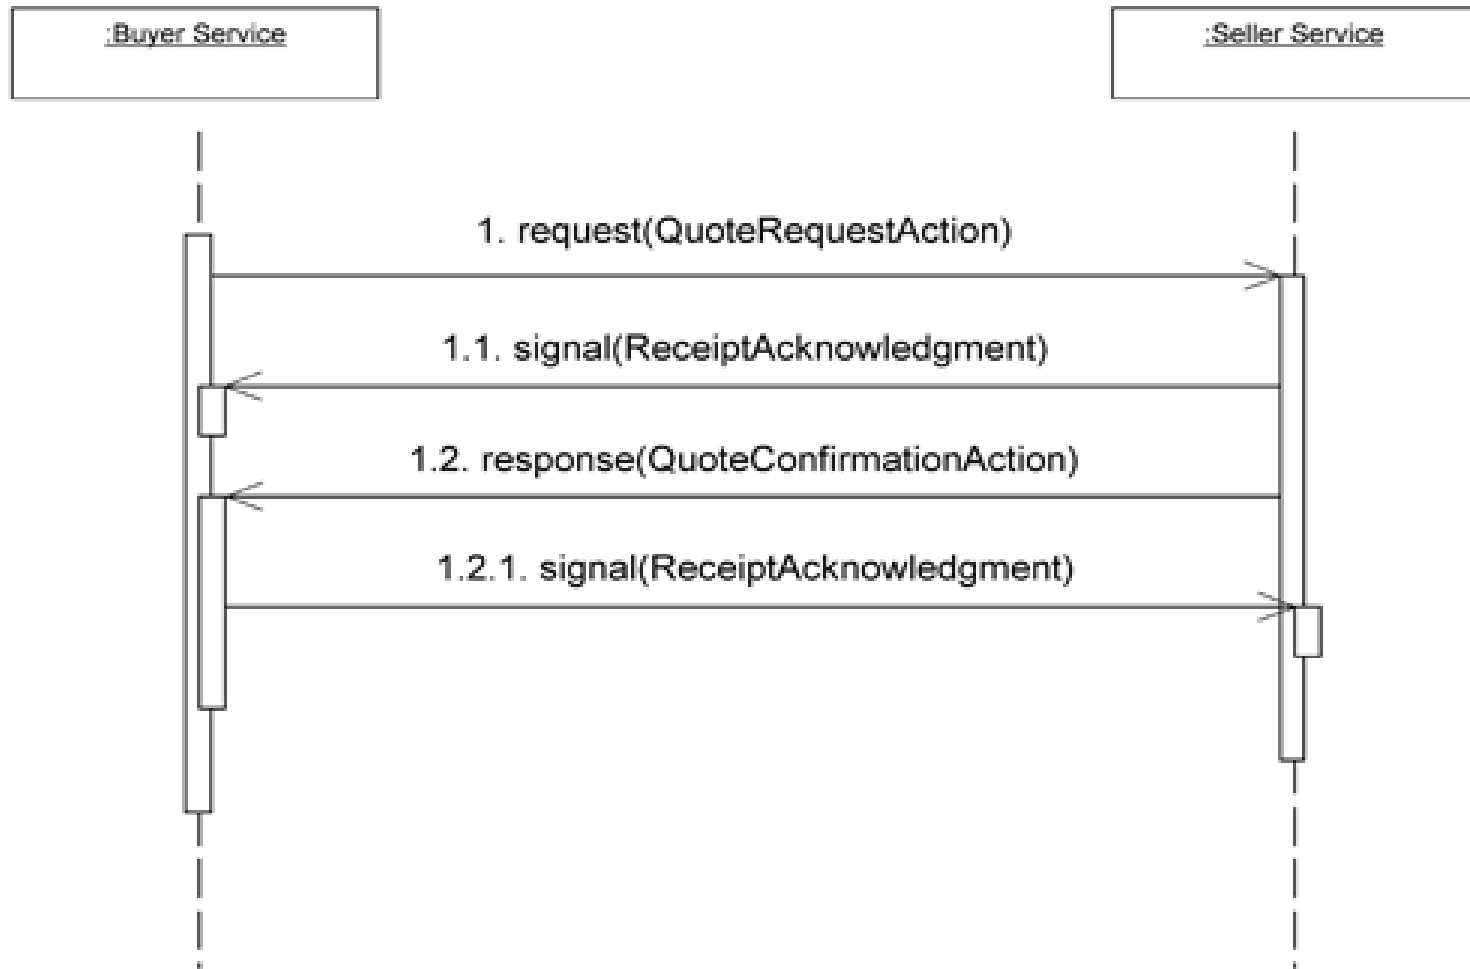 :Buyer Service
:Seller Service
1. request(QuoteRequestAction)
1.1. signal(ReceiptAcknowledgment)
1.2. response(QuoteConfirmationAction)
1.2.1. signal(ReceiptAcknowledgment)